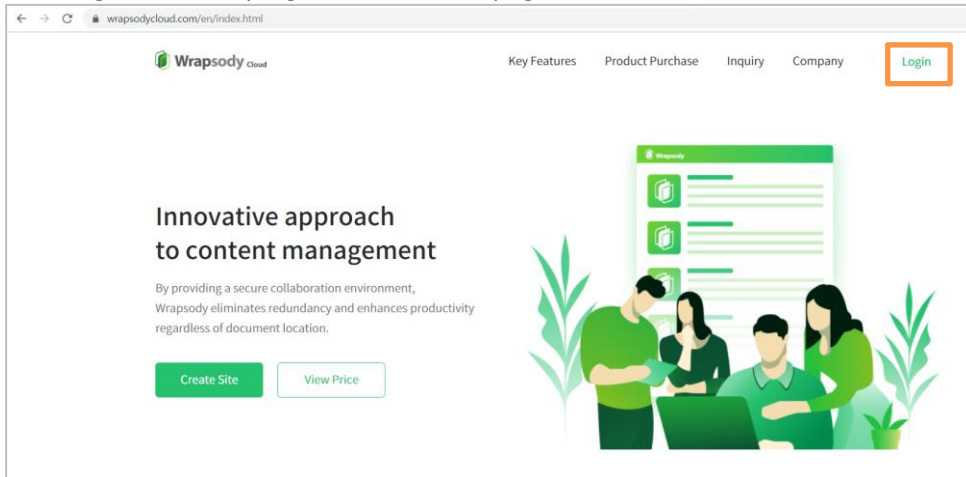 wrapsodycloud.com/en/index.html
Wrapsody Cloud
Key Features Product Purchase Inquiry Company Login
Wrapsody
Innovative approach
to content management
By providing a secure collaboration environment,
Wrapsody eliminates redundancy and enhances productivity
regardless of document location.
Create Site View Price